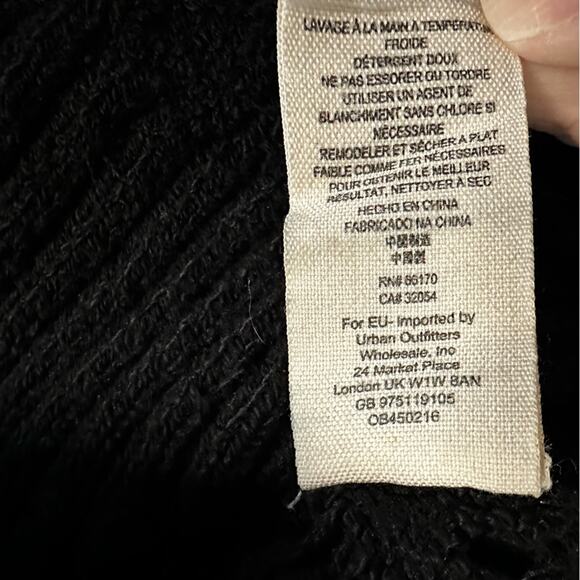 LAVAGE À LA MAIN A TEMPERATURE
FROIDE
DÉTERGENT DOUX
NE PAS ESSORER OU TORDRE
UTILISER UN AGENT DE
BLANCHIMENT SANS CHLORE SI
NÉCESSAIRE
REMODELER ET SÉCHER A PLAT
FAIBLE COMME FER NÉCESSAIRES
POUR OBTENIR LE MEILLEUR
RÉSULTAT, NETTOYER À SEC
HECHO EN CHINA
FABRICADO NA CHINA
中國制造
中國製
RN# 66170
CA# 32054
For EU- Imported by
Urban Outfitters
Wholesale, Inc
24 Market Place
London UK W1W 8AN
GB 975119105
OB450216